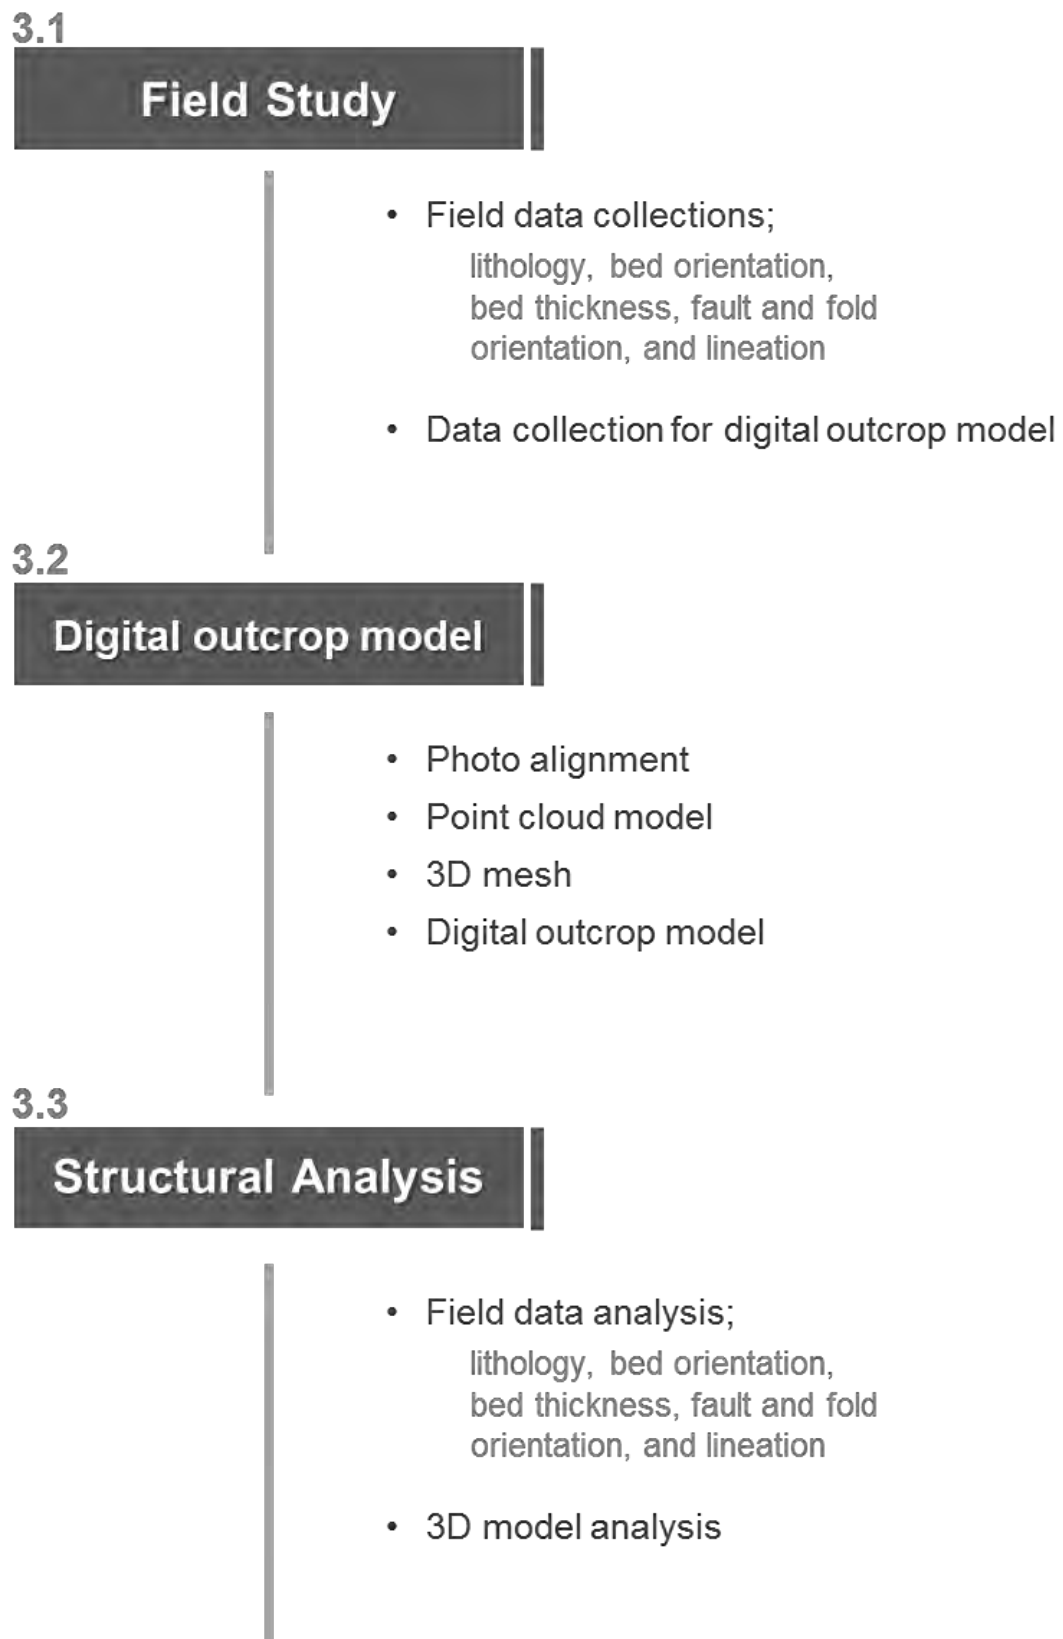 3.1
Field Study
• Field data collections;
lithology, bed orientation,
bed thickness, fault and fold
orientation, and lineation
• Data collection for digital outcrop model
3.2
Digital outcrop model
• Photo alignment
• Point cloud model
• 3D mesh
• Digital outcrop model
3.3
Structural Analysis
• Field data analysis;
lithology, bed orientation,
bed thickness, fault and fold
orientation, and lineation
• 3D model analysis